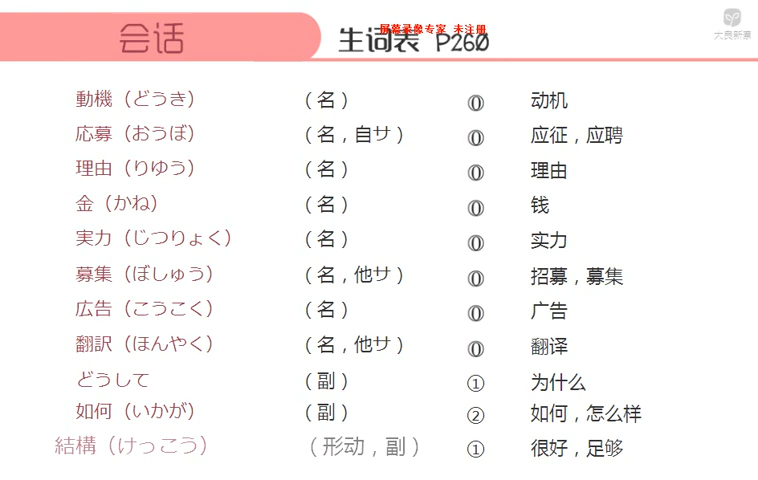 会话
生词表 P260
屏幕录像专家 未注册
大良新景
動機（どうき） （名） ⓪ 动机
応募（おうぼ） （名，自サ） ⓪ 应征，应聘
理由（りゆう） （名） ⓪ 理由
金（かね） （名） ⓪ 钱
実力（じつりょく） （名） ⓪ 实力
募集（ぼしゅう） （名，他サ） ⓪ 招募，募集
広告（こうこく） （名） ⓪ 广告
翻訳（ほんやく） （名，他サ） ⓪ 翻译
どうして （副） ① 为什么
如何（いかが） （副） ② 如何，怎么样
結構（けっこう） （形动，副） ① 很好，足够